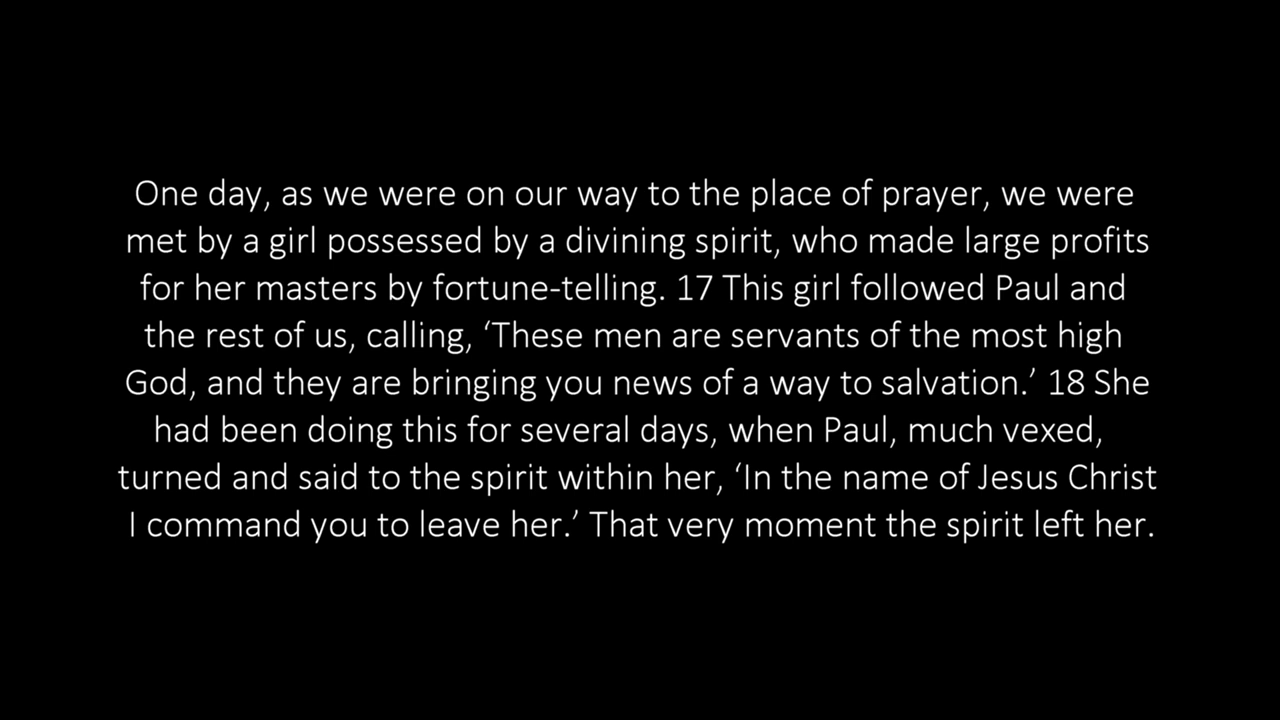 One day, as we were on our way to the place of prayer, we were
met by a girl possessed by a divining spirit, who made large profits
for her masters by fortune-telling. 17 This girl followed Paul and
the rest of us, calling, ‘These men are servants of the most high
God, and they are bringing you news of a way to salvation.’ 18 She
had been doing this for several days, when Paul, much vexed,
turned and said to the spirit within her, ‘In the name of Jesus Christ
I command you to leave her.’ That very moment the spirit left her.